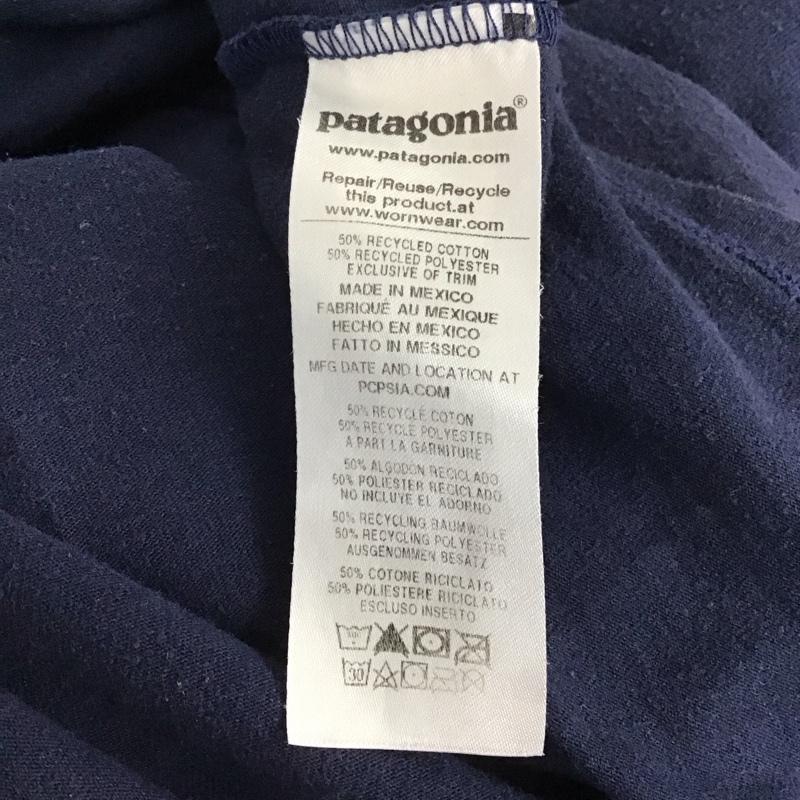 patagonia®
www.patagonia.com
Repair/Reuse/Recycle
this product.at
www.wornwear.com
50% RECYCLED COTTON
50% RECYCLED POLYESTER
EXCLUSIVE OF TRIM
MADE IN MEXICO
FABRIQUÉ AU MEXIQUE
HECHO EN MEXICO
FATTO IN MESSICO
MFG DATE AND LOCATION AT
PCPSIA.COM
50% RECYCLÉ COTON
50% RECYCLE POLYESTER
A PART LA GARNITURE
50% ALGODON RECICLADO
50% POLIESTER RECICLADO
NO INCLUYE EL ADORNO
50% RECYCLING BAUMWOLLE
50% RECYCLING POLYESTER
AUSGENOMMEN BESATZ
50% COTONE RICICLATO
50% POLIESTERE RICICLATO
ESCLUSO INSERTO
30